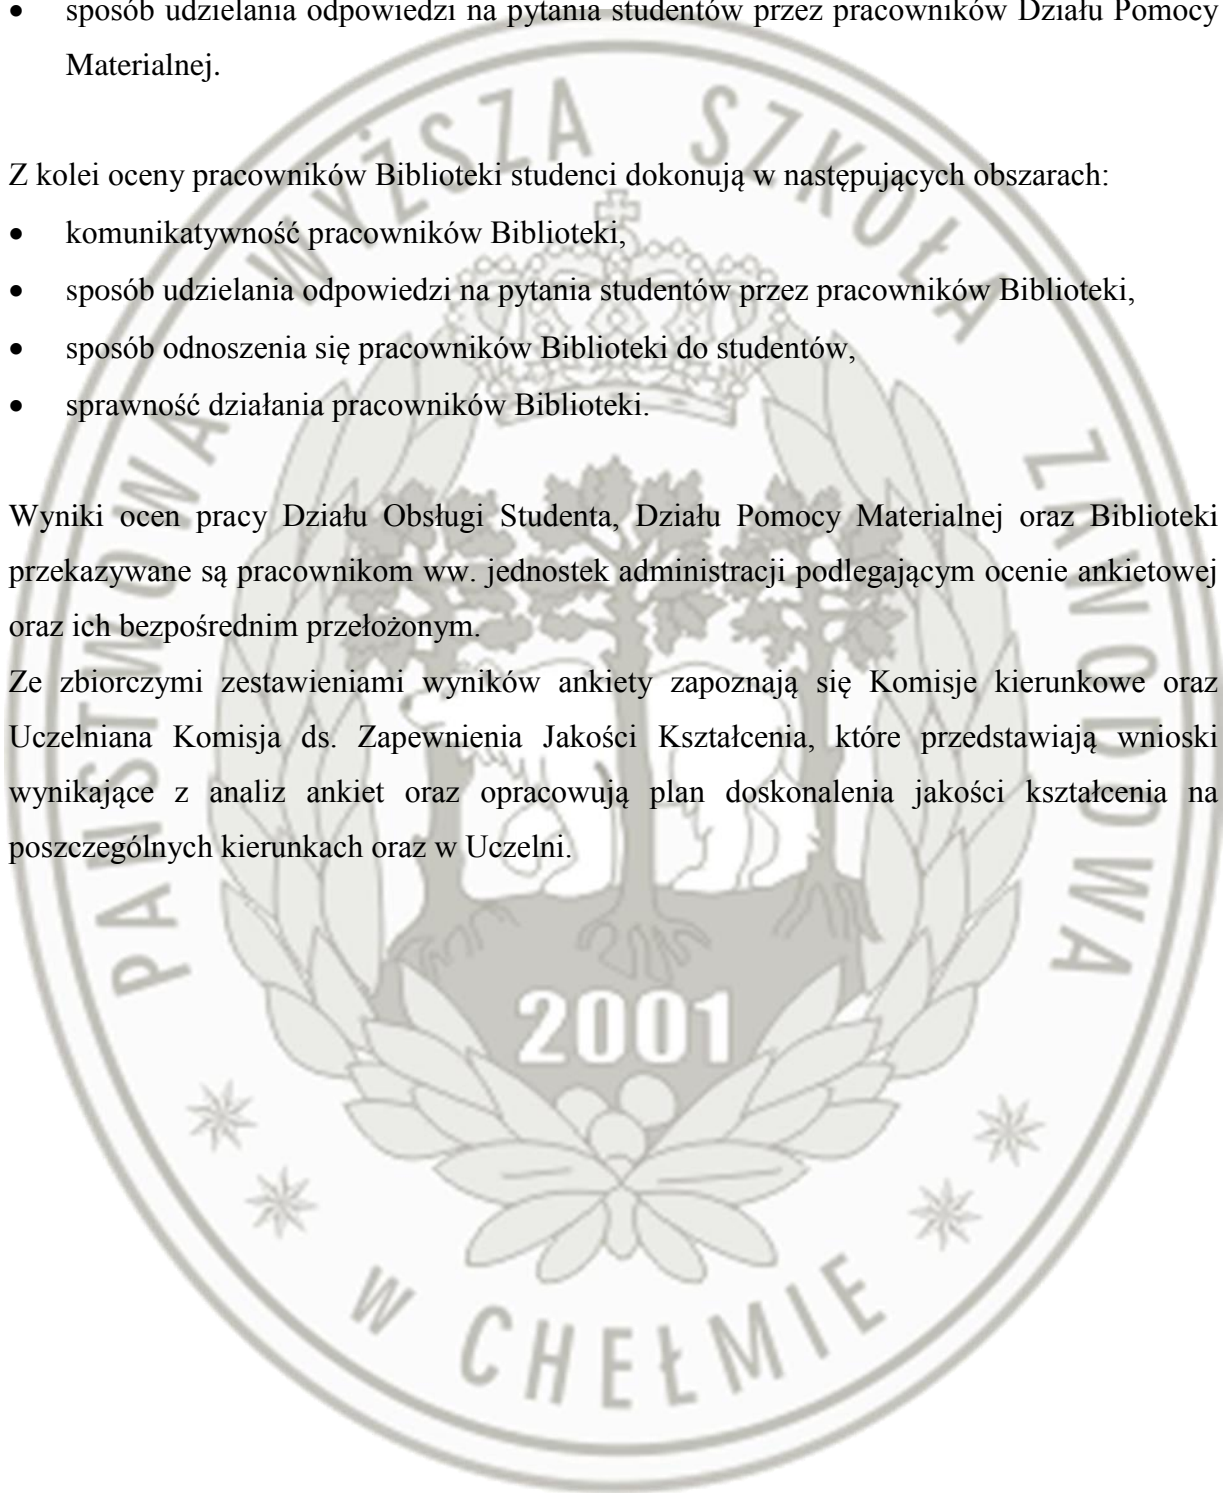 • sposób udzielania odpowiedzi na pytania studentów przez pracowników Działu Pomocy
Materialnej.
Z kolei oceny pracowników Biblioteki studenci dokonują w następujących obszarach:
• komunikatywność pracowników Biblioteki,
• sposób udzielania odpowiedzi na pytania studentów przez pracowników Biblioteki,
• sposób odnoszenia się pracowników Biblioteki do studentów,
• sprawność działania pracowników Biblioteki.
Wyniki ocen pracy Działu Obsługi Studenta, Działu Pomocy Materialnej oraz Biblioteki
przekazywane są pracownikom ww. jednostek administracji podlegającym ocenie ankietowej
oraz ich bezpośrednim przełożonym.
Ze zbiorczymi zestawieniami wyników ankiety zapoznają się Komisje kierunkowe oraz
Uczelniana Komisja ds. Zapewnienia Jakości Kształcenia, które przedstawiają wnioski
wynikające z analiz ankiet oraz opracowują plan doskonalenia jakości kształcenia na
poszczególnych kierunkach oraz w Uczelni.
PAŃSTWOWA WYŻSZA SZKOŁA ZAWODOWA
2001
W CHEŁMIE